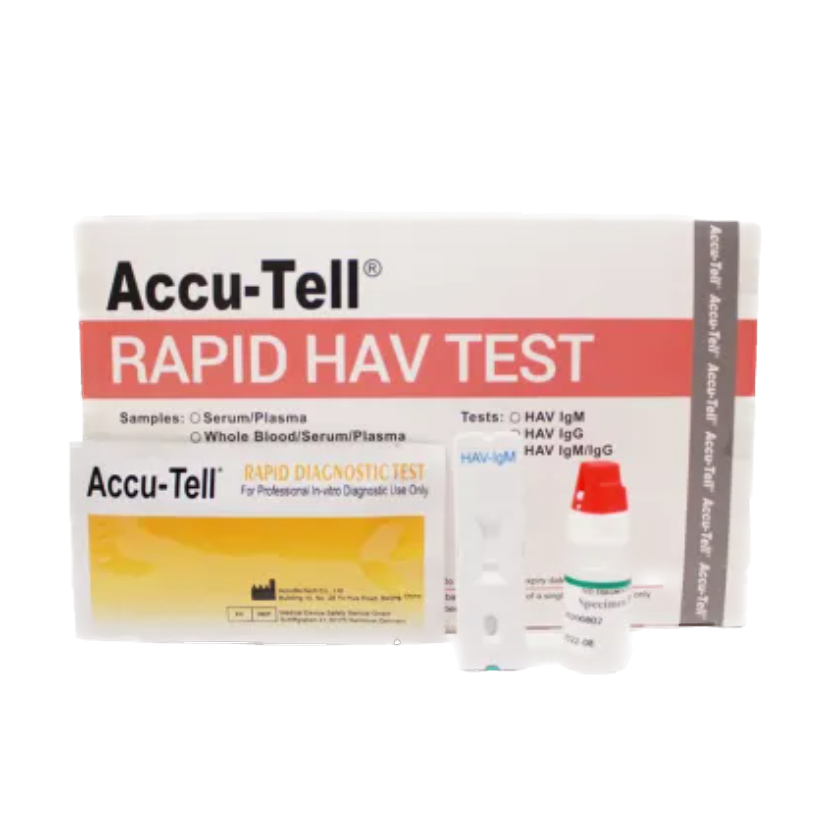 Accu-Tell®
RAPID HAV TEST
Samples: Serum/Plasma
Whole Blood/Serum/Plasma
Tests: HAV IgM
HAV IgG
HAV IgM/IgG
Accu-Tell® Accu-Tell® Accu-Tell® Accu-Tell® Accu-Tell® Accu-Tell®
Accu-Tell®
RAPID DIAGNOSTIC TEST
For Professional In-vitro Diagnostic Use Only
HAV-IgM
Specimen